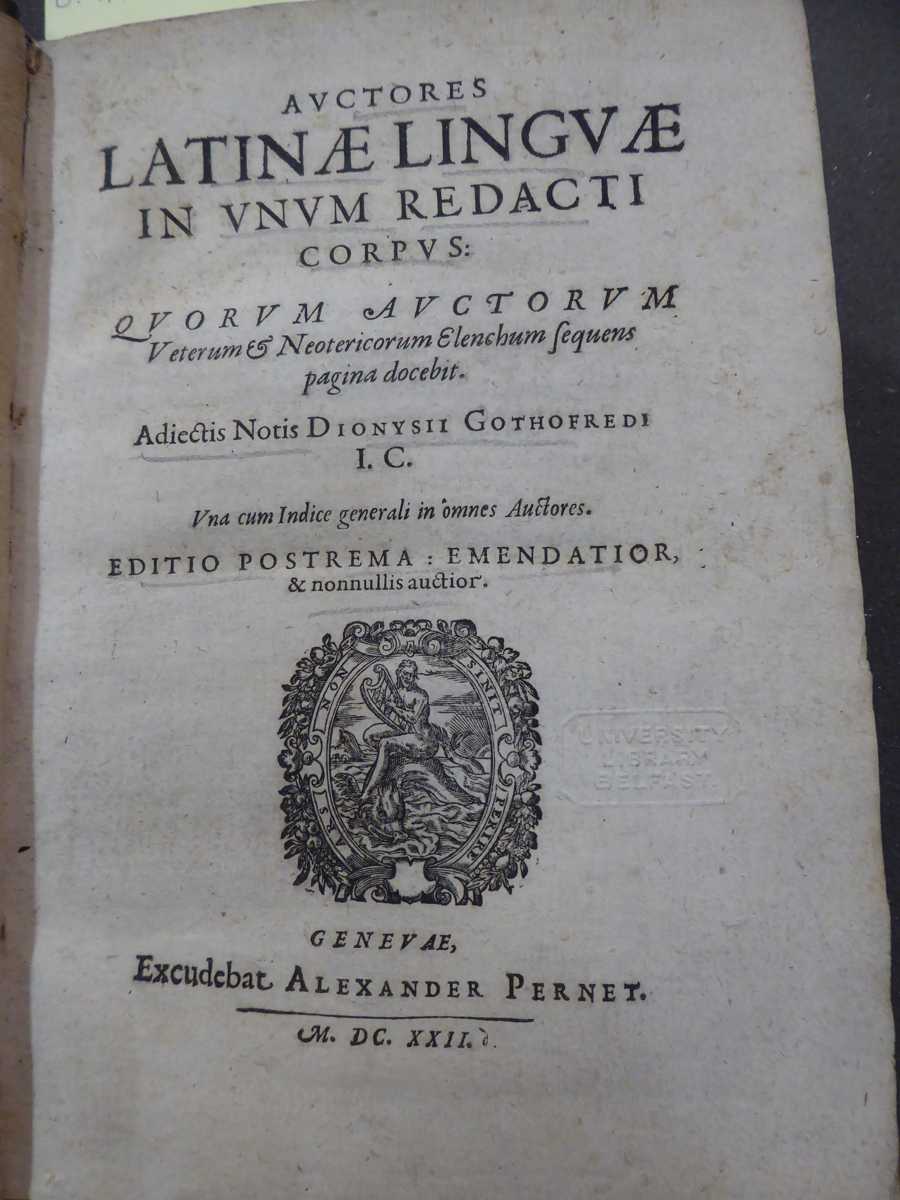 AVCTORES
LATINÆ LINGVÆ
IN VNVM REDACTI
CORPVS:
QVORVM AVCTORVM
Veterum & Neotericorum Elenchum ſequens
pagina docebit.
Adiectis Notis DIONYSII GOTHOFREDI
I. C.
Vna cum Indice generali in omnes Auctores.
EDITIO POSTREMA : EMENDATIOR,
& nonnullis auctior.
ARS NON SINIT PERIRE
UNIVERSITY
LIBRARY
BELFAST.
GENEVAE,
Excudebat ALEXANDER PERNET.
M. DC. XXII.